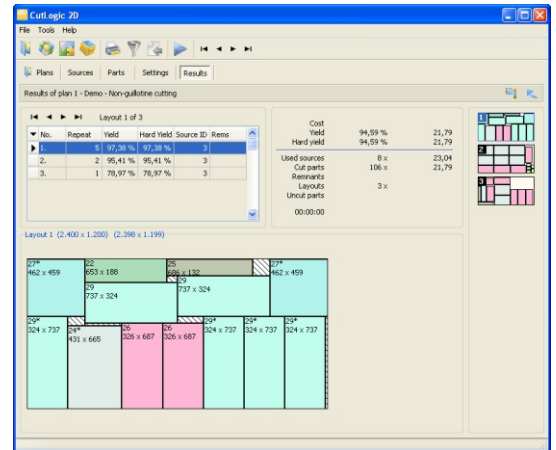 CutLogic 2D
File Tools Help
Plans Sources Parts Settings Results
Results of plan 1 - Demo - Non-guillotine cutting
Layout 1 of 3
No. Repeat Yield Hard Yield Source ID Rems
1. 5 97,38 % 97,38 % 3
2. 2 95,41 % 95,41 % 3
3. 1 78,97 % 78,97 % 3
Cost
Yield 94,59 % 21,79
Hard yield 94,59 % 21,79
Used sources 8 x 23,04
Cut parts 106 x 21,79
Remnants
Layouts 3 x
Uncut parts
00:00:00
1
2
3
Layout 1 (2.400 x 1.200) (2.398 x 1.199)
27* 22 25 27*
462 x 459 653 x 188 686 x 132 462 x 459
29 29
737 x 324 737 x 324
29* 24* 26 26 29* 29* 29*
324 x 737 431 x 665 326 x 687 326 x 687 324 x 737 324 x 737 324 x 737